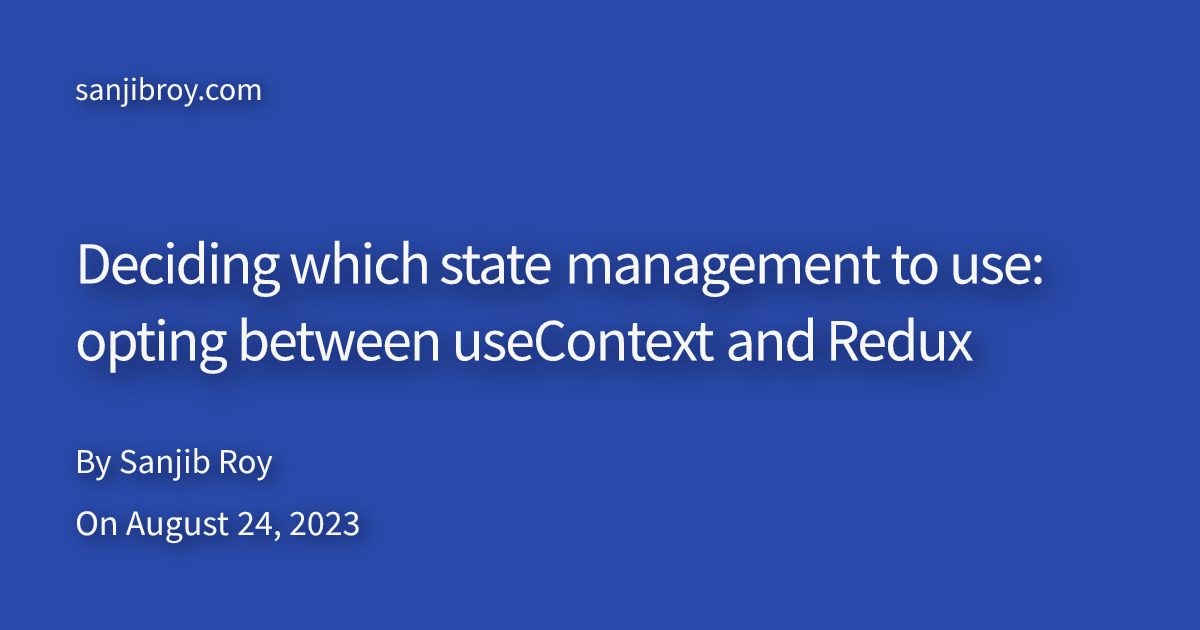 sanjibroy.com
Deciding which state management to use:
opting between useContext and Redux
By Sanjib Roy
On August 24, 2023